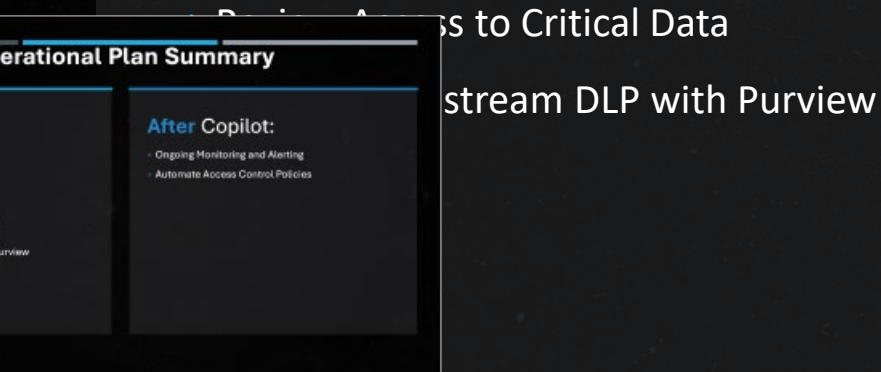 ss to Critical Data
erational Plan Summary
stream DLP with Purview
After Copilot:
Ongoing Monitoring and Alerting
Automate Access Control Policies
urview